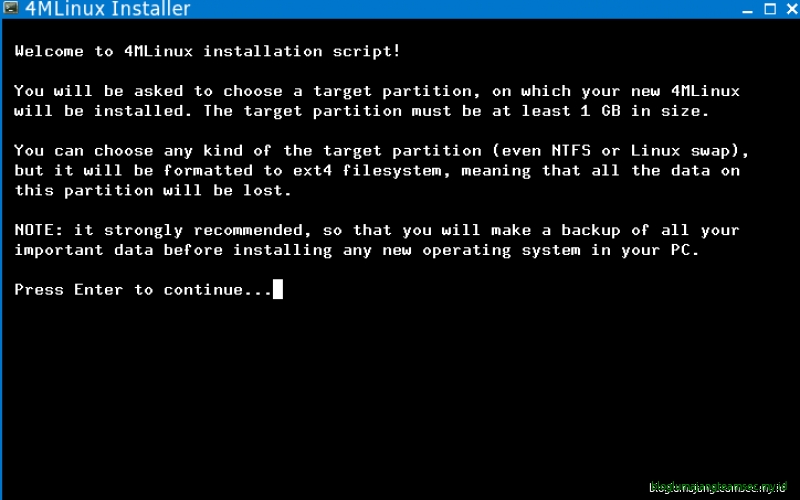 4MLinux Installer
Welcome to 4MLinux installation script!
You will be asked to choose a target partition, on which your new 4MLinux
will be installed. The target partition must be at least 1 GB in size.
You can choose any kind of the target partition (even NTFS or Linux swap),
but it will be formatted to ext4 filesystem, meaning that all the data on
this partition will be lost.
NOTE: it strongly recommended, so that you will make a backup of all your
important data before installing any new operating system in your PC.
Press Enter to continue...